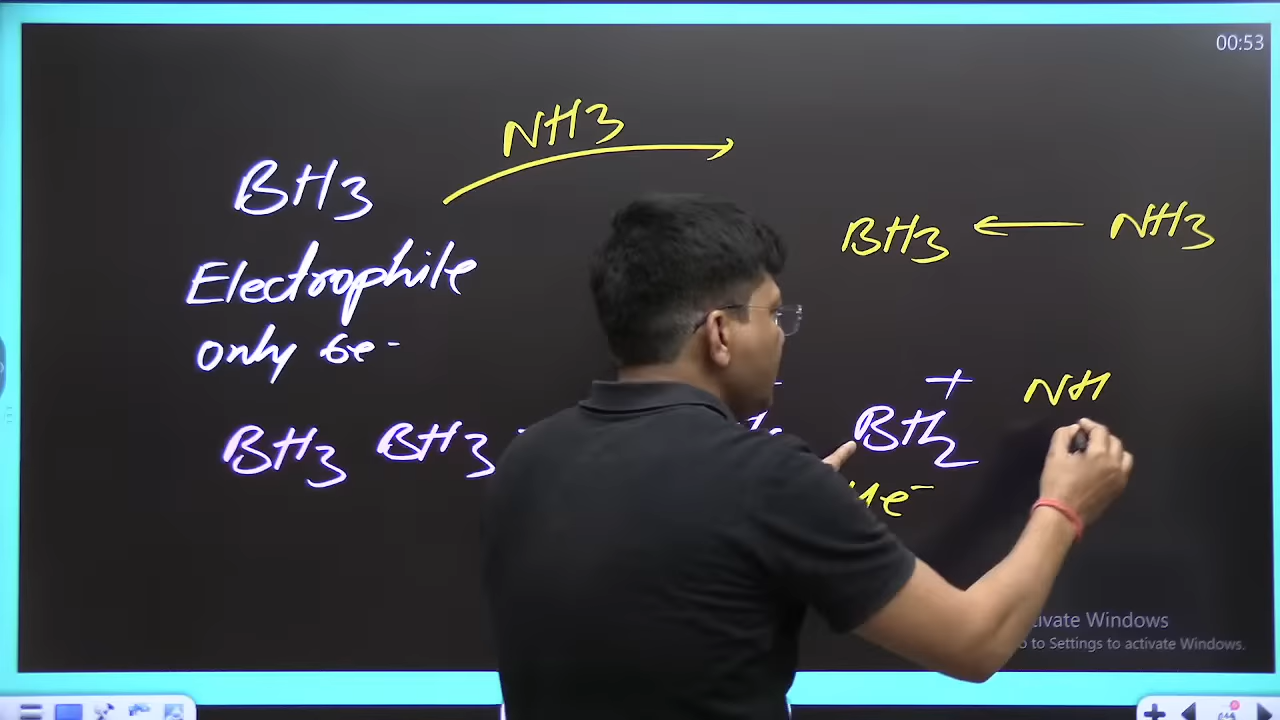 00:53
NH3
BH3
BH3 ← NH3
Electrophile
only 6e-
+
BH2 NH
BH3 BH3
4e-
tivate Windows
o to Settings to activate Windows.